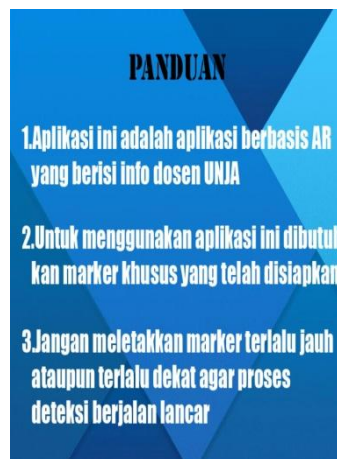 PANDUAN
1.Aplikasi ini adalah aplikasi berbasis AR
yang berisi info dosen UNJA
2.Untuk menggunakan aplikasi ini dibutuh
kan marker khusus yang telah disiapkan
3.Jangan meletakkan marker terlalu jauh
ataupun terlalu dekat agar proses
deteksi berjalan lancar